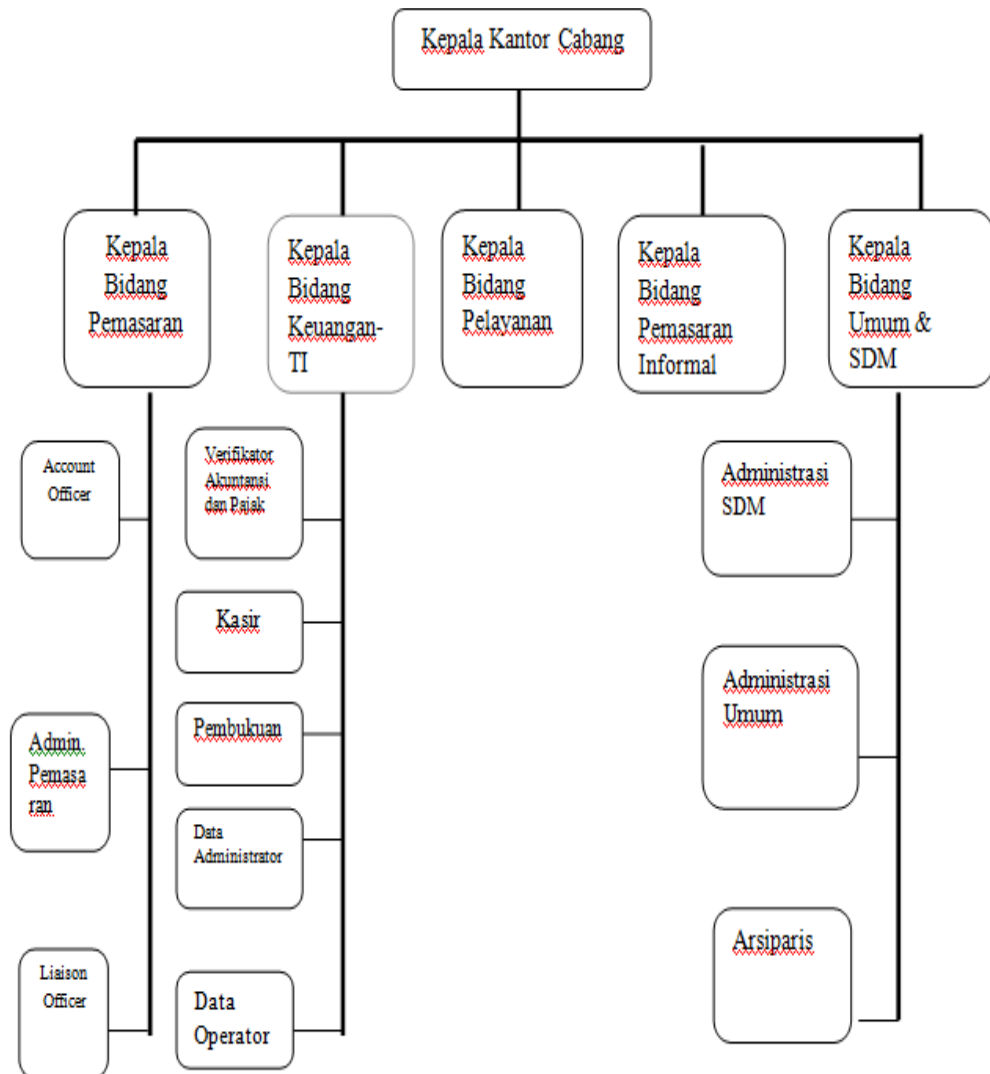 Kepala Kantor Cabang
Kepala
Bidang
Pemasaran
Kepala
Bidang
Keuangan-
TI
Kepala
Bidang
Pelayanan
Kepala
Bidang
Pemasaran
Informal
Kepala
Bidang
Umum &
SDM
Account
Officer
Admin.
Pemasa
ran
Liaison
Officer
Verifikator
Akuntansi
dan Pajak
Kasir
Pembukuan
Data
Administrator
Data
Operator
Administrasi
SDM
Administrasi
Umum
Arsiparis